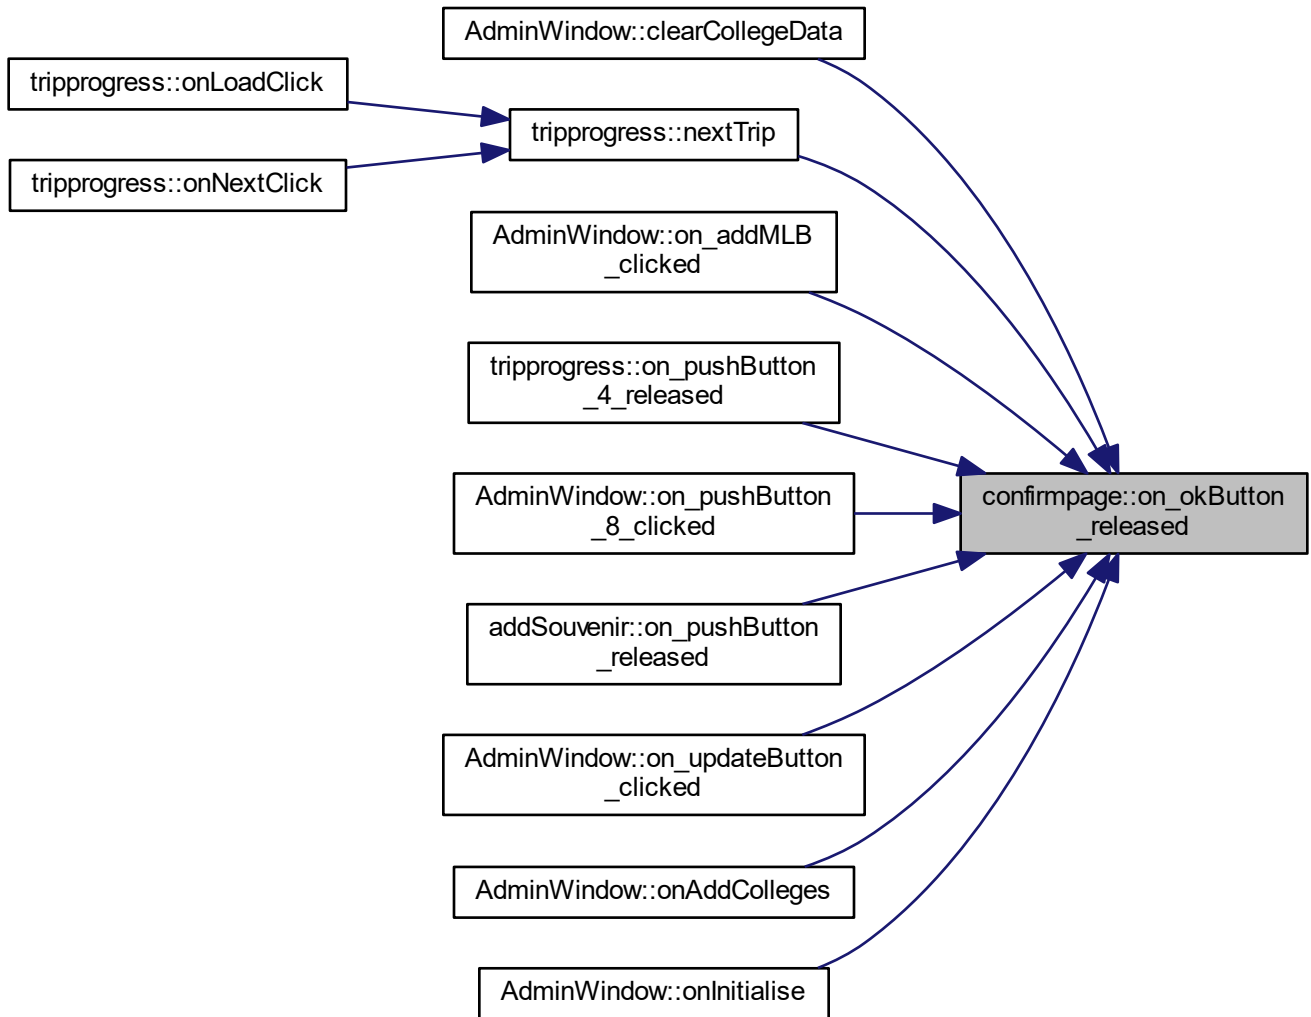 AdminWindow::clearCollegeData
tripprogress::onLoadClick
tripprogress::nextTrip
tripprogress::onNextClick
AdminWindow::on_addMLB
_clicked
tripprogress::on_pushButton
_4_released
AdminWindow::on_pushButton
_8_clicked
confirmpage::on_okButton
_released
addSouvenir::on_pushButton
_released
AdminWindow::on_updateButton
_clicked
AdminWindow::onAddColleges
AdminWindow::onInitialise